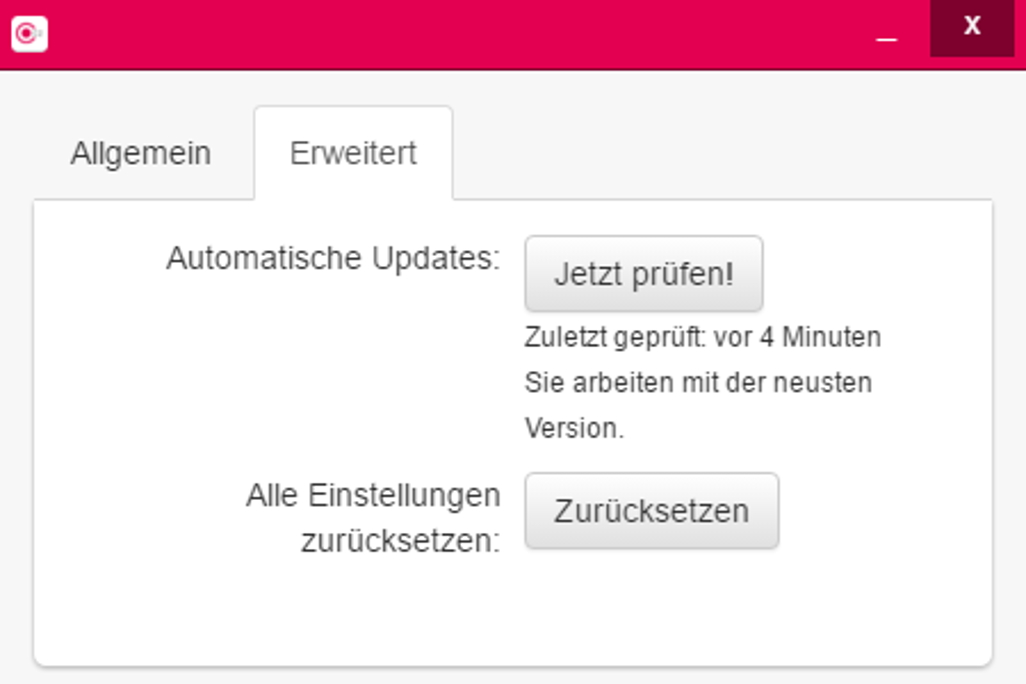 X
Allgemein
Erweitert
Automatische Updates:
Jetzt prüfen!
Zuletzt geprüft: vor 4 Minuten
Sie arbeiten mit der neusten
Version.
Alle Einstellungen
zurücksetzen:
Zurücksetzen